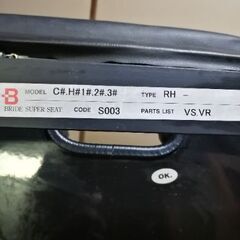 B MODEL C#.H#1#.2#.3# TYPE RH -
BRIDE SUPER SEAT CODE S003 PARTS LIST VS.VR
OK.